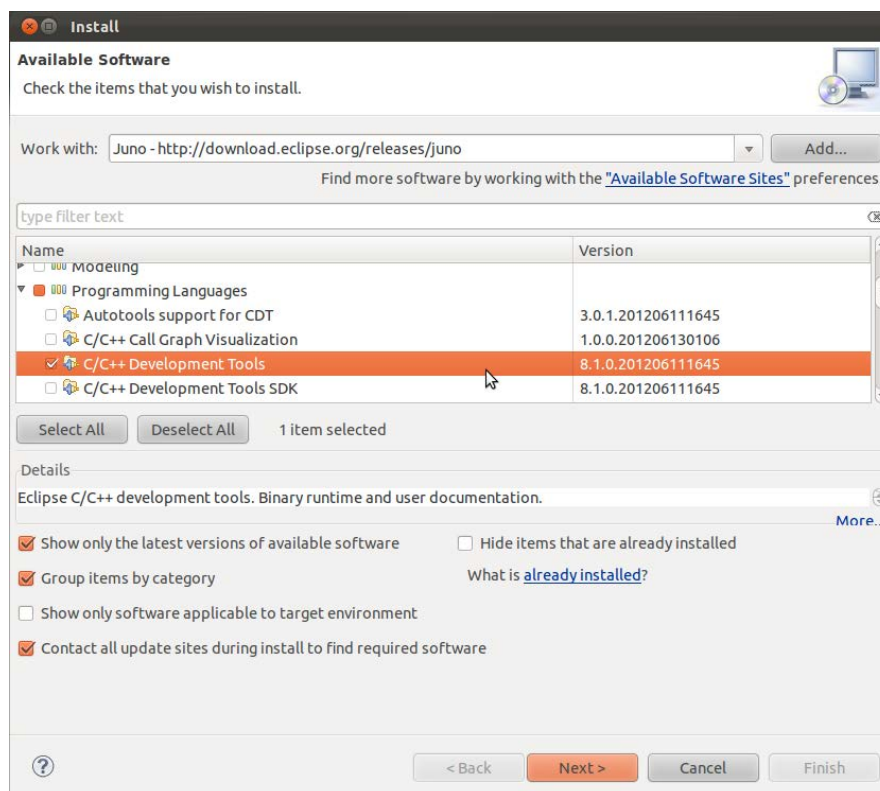 Install
Available Software
Check the items that you wish to install.
Work with: Juno - http://download.eclipse.org/releases/juno Add...
Find more software by working with the "Available Software Sites" preferences
type filter text
Name Version
Modeling
Programming Languages
Autotools support for CDT 3.0.1.201206111645
C/C++ Call Graph Visualization 1.0.0.201206130106
C/C++ Development Tools 8.1.0.201206111645
C/C++ Development Tools SDK 8.1.0.201206111645
Select All Deselect All 1 item selected
Details
Eclipse C/C++ development tools. Binary runtime and user documentation.
More..
Show only the latest versions of available software Hide items that are already installed
Group items by category What is already installed?
Show only software applicable to target environment
Contact all update sites during install to find required software
? < Back Next > Cancel Finish